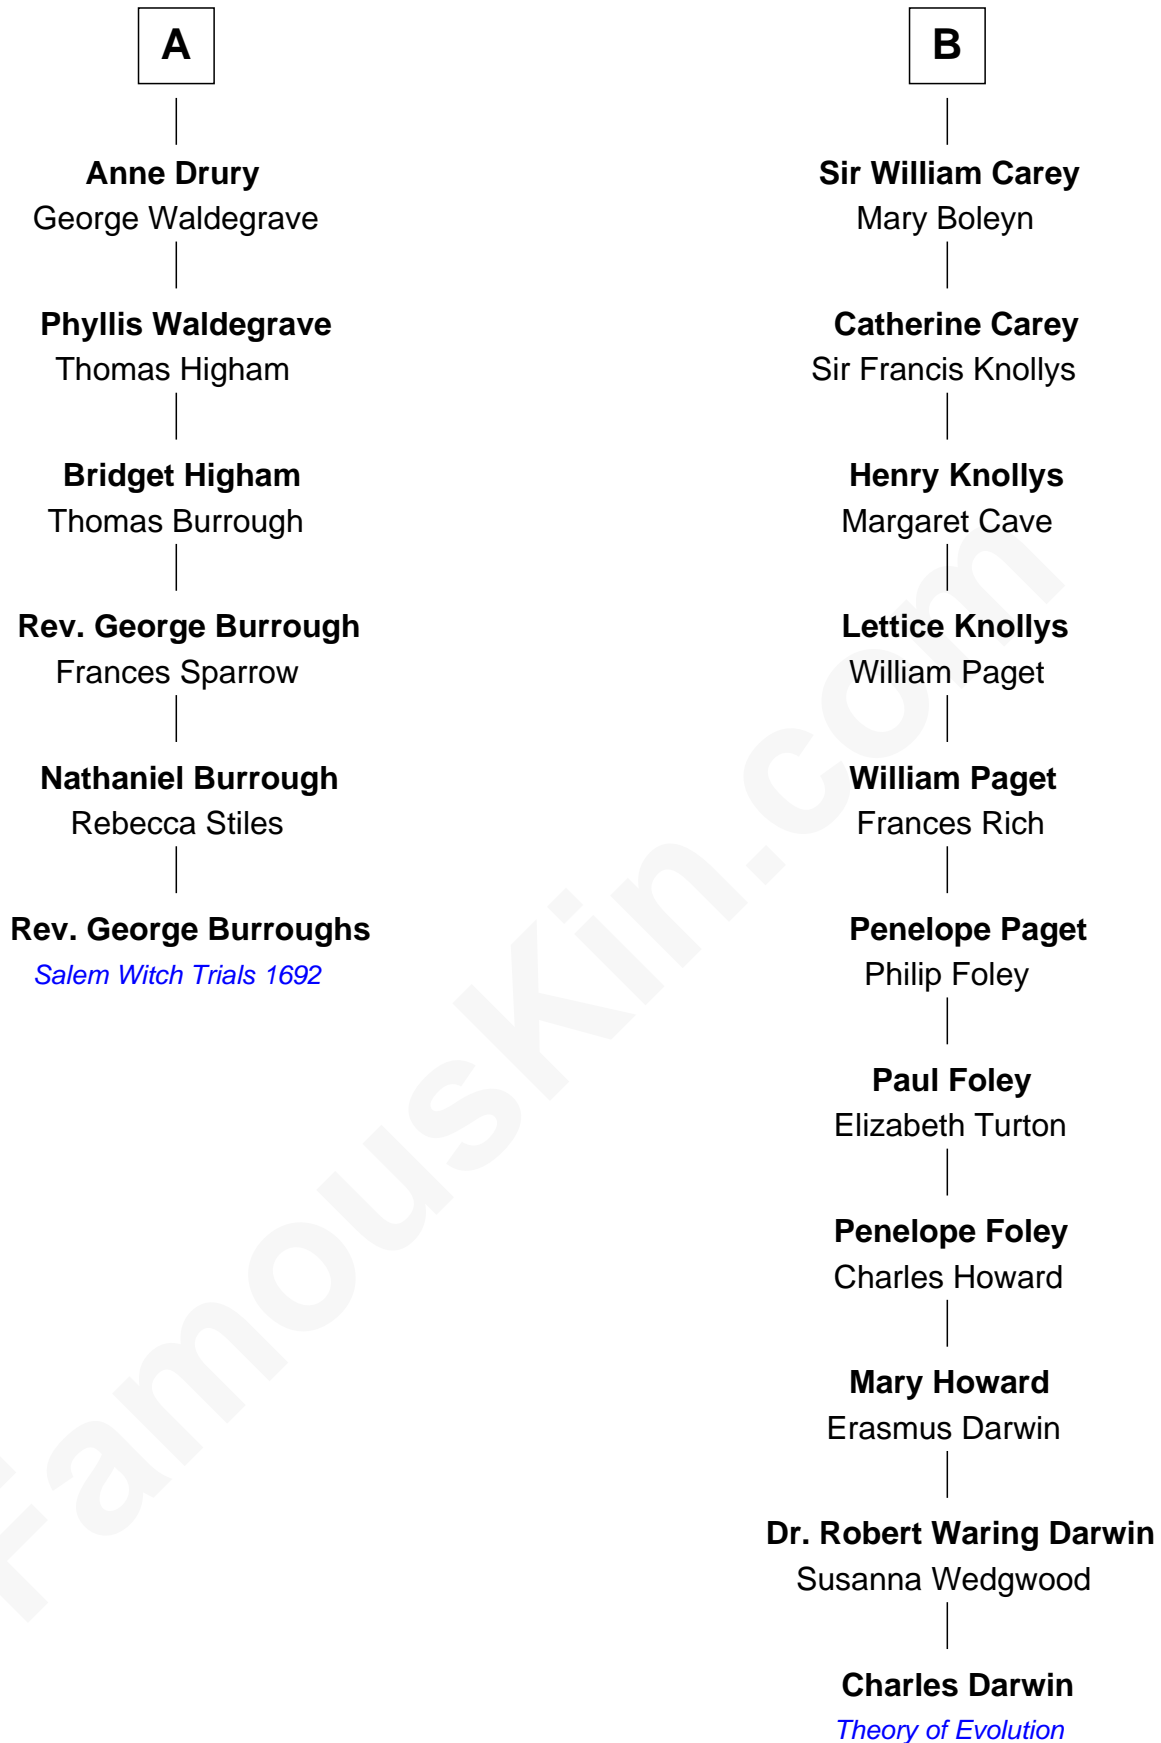 A
Anne Drury
George Waldegrave
Phyllis Waldegrave
Thomas Higham
Bridget Higham
Thomas Burrough
Rev. George Burrough
Frances Sparrow
Nathaniel Burrough
Rebecca Stiles
Rev. George Burroughs
Salem Witch Trials 1692
B
Sir William Carey
Mary Boleyn
Catherine Carey
Sir Francis Knollys
Henry Knollys
Margaret Cave
Lettice Knollys
William Paget
William Paget
Frances Rich
Penelope Paget
Philip Foley
Paul Foley
Elizabeth Turton
Penelope Foley
Charles Howard
Mary Howard
Erasmus Darwin
Dr. Robert Waring Darwin
Susanna Wedgwood
Charles Darwin
Theory of Evolution
FamousKin.com